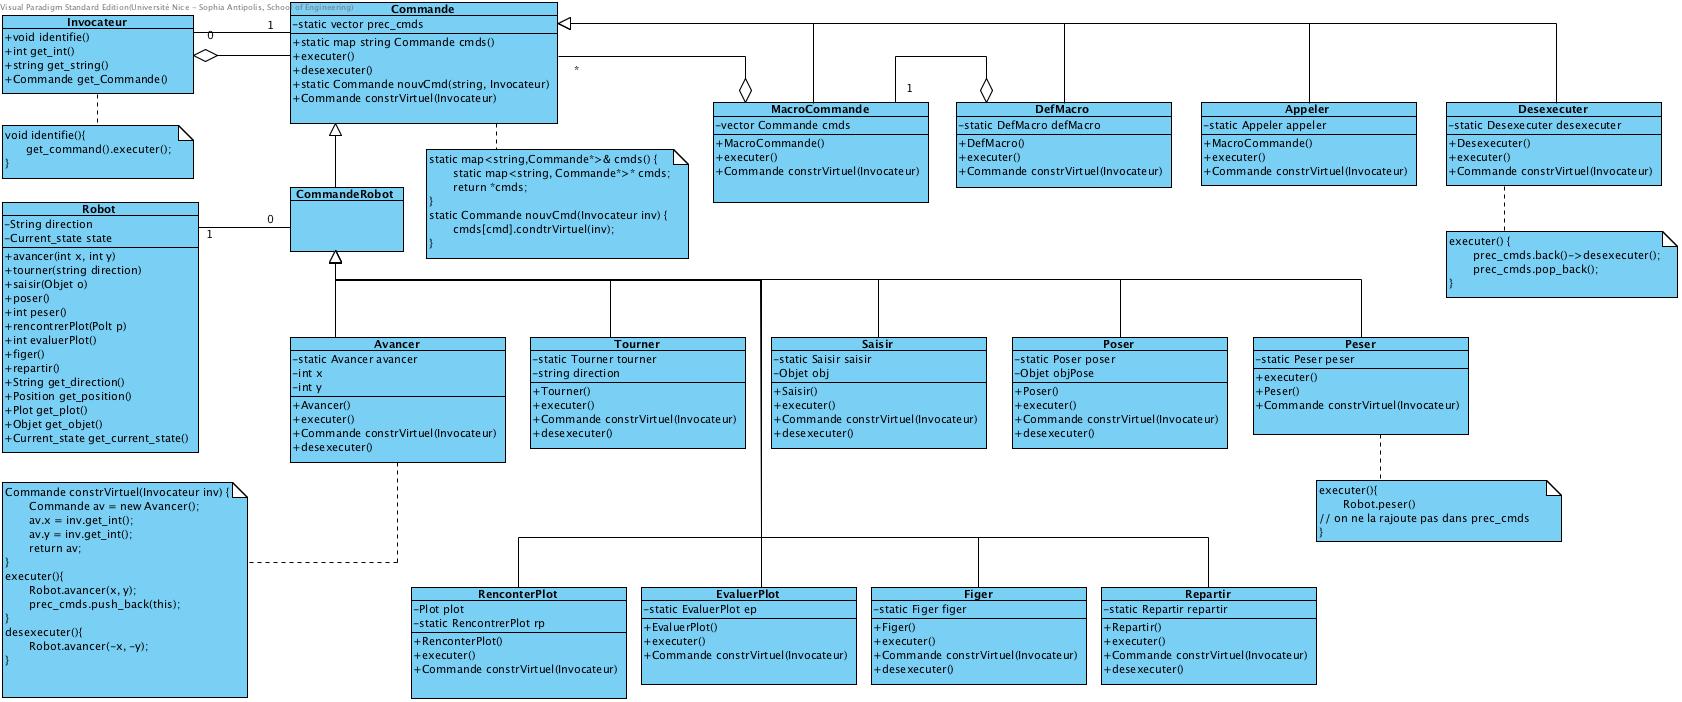 Visual Paradigm Standard Edition(Université Nice - Sophia Antipolis, School of Engineering)
Invocateur
+void identifie()
+int get_int()
+string get_string()
+Commande get_Commande()
void identifie(){
get_command().executer();
}
1
0
Commande
-static vector prec_cmds
+static map string Commande cmds()
+executer()
+desexecuter()
+static Commande nouvCmd(string, Invocateur)
+Commande constrVirtuel(Invocateur)
*
static map<string,Commande*>& cmds() {
static map<string, Commande*>* cmds;
return *cmds;
}
static Commande nouvCmd(Invocateur inv) {
cmds[cmd].condtrVirtuel(inv);
}
MacroCommande
-vector Commande cmds
+MacroCommande()
+executer()
+Commande constrVirtuel(Invocateur)
1
DefMacro
-static DefMacro defMacro
+DefMacro()
+executer()
+Commande constrVirtuel(Invocateur)
Appeler
-static Appeler appeler
+MacroCommande()
+executer()
+Commande constrVirtuel(Invocateur)
Desexecuter
-static Desexecuter desexecuter
+Desexecuter()
+executer()
+Commande constrVirtuel(Invocateur)
executer() {
prec_cmds.back()->desexecuter();
prec_cmds.pop_back();
}
CommandeRobot
0
1
Robot
-String direction
-Current_state state
+avancer(int x, int y)
+tourner(string direction)
+saisir(Objet o)
+poser()
+int peser()
+rencontrerPlot(Polt p)
+int evaluerPlot()
+figer()
+repartir()
+String get_direction()
+Position get_position()
+Plot get_plot()
+Objet get_objet()
+Current_state get_current_state()
Avancer
-static Avancer avancer
-int x
-int y
+Avancer()
+executer()
+Commande constrVirtuel(Invocateur)
+desexecuter()
Tourner
-static Tourner tourner
-string direction
+Tourner()
+executer()
+Commande constrVirtuel(Invocateur)
+desexecuter()
Saisir
-static Saisir saisir
-Objet obj
+Saisir()
+executer()
+Commande constrVirtuel(Invocateur)
+desexecuter()
Poser
-static Poser poser
-Objet objPose
+Poser()
+executer()
+Commande constrVirtuel(Invocateur)
+desexecuter()
Peser
-static Peser peser
+executer()
+Peser()
+Commande constrVirtuel(Invocateur)
executer(){
Robot.peser()
// on ne la rajoute pas dans prec_cmds
}
Commande constrVirtuel(Invocateur inv) {
Commande av = new Avancer();
av.x = inv.get_int();
av.y = inv.get_int();
return av;
}
executer(){
Robot.avancer(x, y);
prec_cmds.push_back(this);
}
desexecuter(){
Robot.avancer(-x, -y);
}
RenconterPlot
-Plot plot
-static RencontrerPlot rp
+RenconterPlot()
+executer()
+Commande constrVirtuel(Invocateur)
EvaluerPlot
-static EvaluerPlot ep
+EvaluerPlot()
+executer()
+Commande constrVirtuel(Invocateur)
Figer
-static Figer figer
+Figer()
+executer()
+Commande constrVirtuel(Invocateur)
+desexecuter()
Repartir
-static Repartir repartir
+Repartir()
+executer()
+Commande constrVirtuel(Invocateur)
+desexecuter()